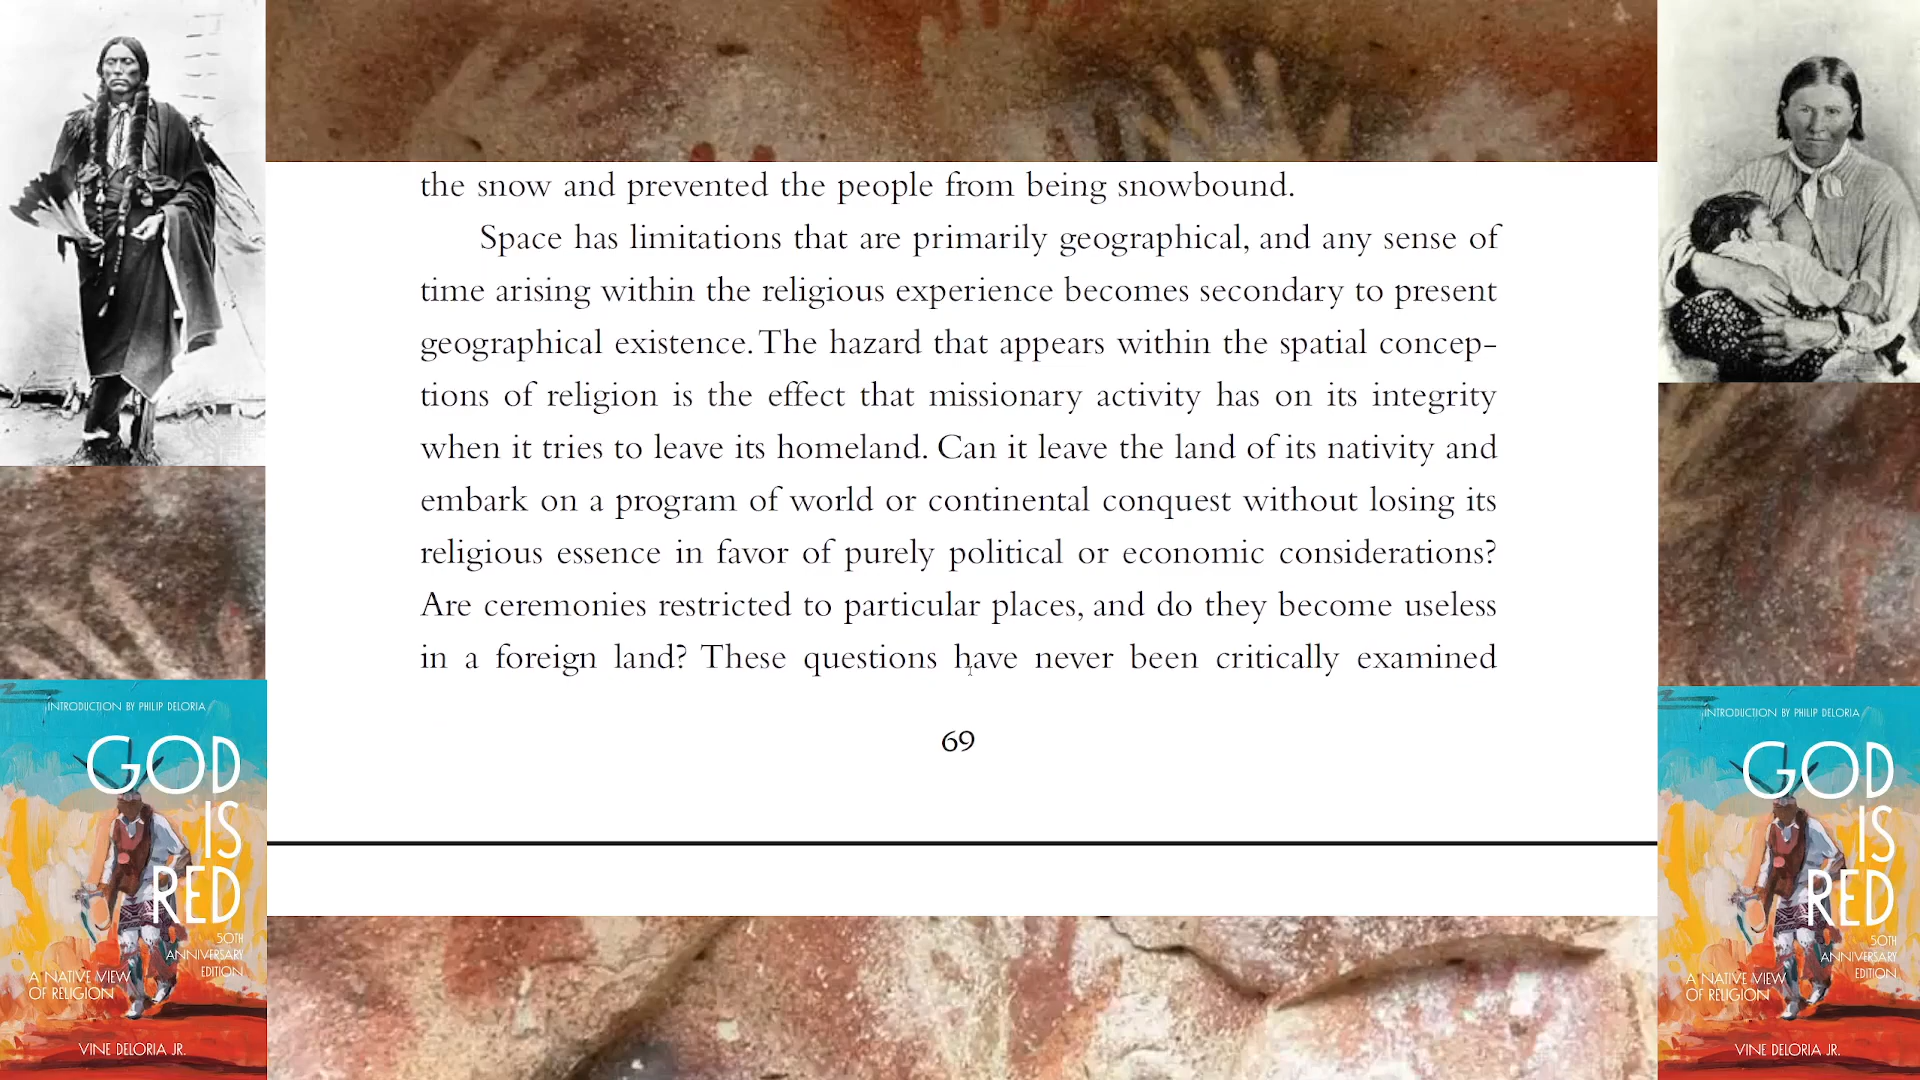 the snow and prevented the people from being snowbound.
Space has limitations that are primarily geographical, and any sense of
time arising within the religious experience becomes secondary to present
geographical existence. The hazard that appears within the spatial concep-
tions of religion is the effect that missionary activity has on its integrity
when it tries to leave its homeland. Can it leave the land of its nativity and
embark on a program of world or continental conquest without losing its
religious essence in favor of purely political or economic considerations?
Are ceremonies restricted to particular places, and do they become useless
in a foreign land? These questions have never been critically examined
69
INTRODUCTION BY PHILIP DELORIA
GOD
IS
RED
50TH
ANNIVERSARY
EDITION
A NATIVE VIEW
OF RELIGION
VINE DELORIA JR.
INTRODUCTION BY PHILIP DELORIA
GOD
IS
RED
50TH
ANNIVERSARY
EDITION
A NATIVE VIEW
OF RELIGION
VINE DELORIA JR.